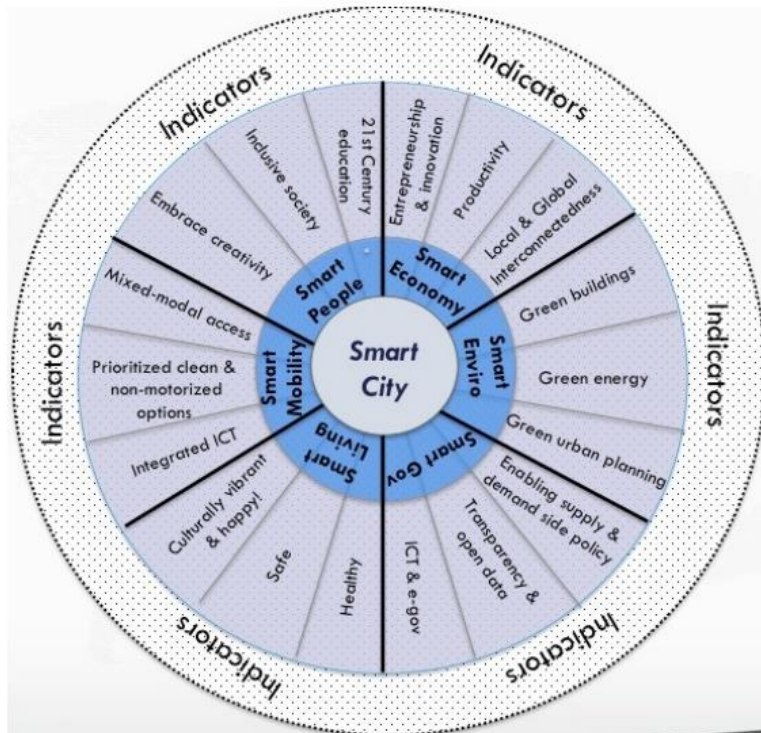 Smart
City
Smart
Economy
Entrepreneurship
& innovation
Productivity
Local & Global
Interconnectedness
Indicators
Smart
Enviro
Green buildings
Green energy
Green urban planning
Indicators
Smart Gov
Enabling supply &
demand side policy
Transparency &
open data
ICT & e-gov
Indicators
Smart
Living
Healthy
Safe
Culturally vibrant
& happy!
Indicators
Smart
Mobility
Integrated ICT
Prioritized clean &
non-motorized
options
Mixed-modal access
Indicators
Smart
People
Embrace creativity
Inclusive society
21st Century
education
Indicators